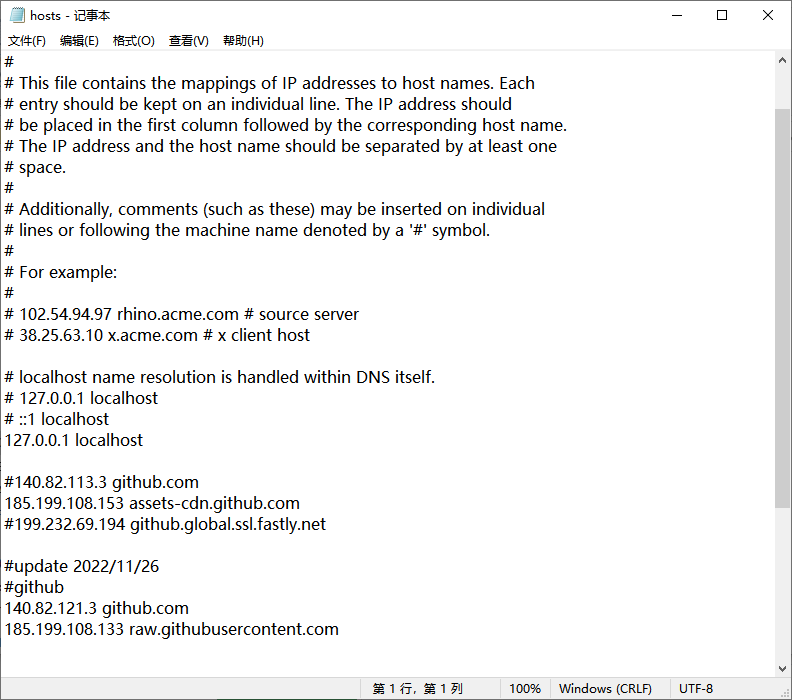 hosts - 记事本
文件(F) 编辑(E) 格式(O) 查看(V) 帮助(H)
#
# This file contains the mappings of IP addresses to host names. Each
# entry should be kept on an individual line. The IP address should
# be placed in the first column followed by the corresponding host name.
# The IP address and the host name should be separated by at least one
# space.
#
# Additionally, comments (such as these) may be inserted on individual
# lines or following the machine name denoted by a '#' symbol.
#
# For example:
#
# 102.54.94.97 rhino.acme.com # source server
# 38.25.63.10 x.acme.com # x client host
# localhost name resolution is handled within DNS itself.
# 127.0.0.1 localhost
# ::1 localhost
127.0.0.1 localhost
#140.82.113.3 github.com
185.199.108.153 assets-cdn.github.com
#199.232.69.194 github.global.ssl.fastly.net
#update 2022/11/26
#github
140.82.121.3 github.com
185.199.108.133 raw.githubusercontent.com
第 1 行，第 1 列 100% Windows (CRLF) UTF-8